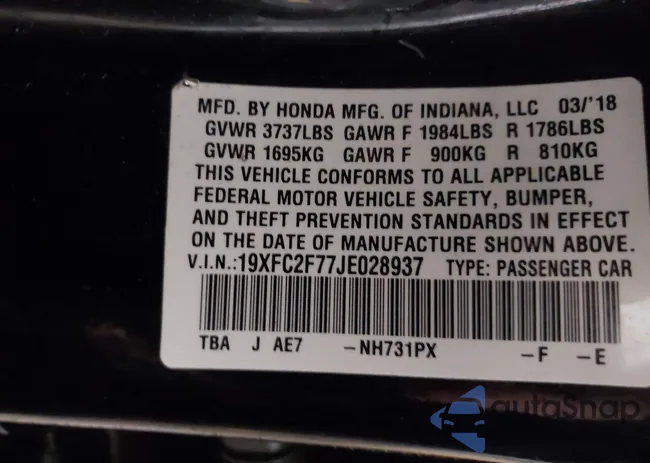 MFD. BY HONDA MFG. OF INDIANA, LLC 03/'18
GVWR 3737LBS GAWR F 1984LBS R 1786LBS
GVWR 1695KG GAWR F 900KG R 810KG
THIS VEHICLE CONFORMS TO ALL APPLICABLE
FEDERAL MOTOR VEHICLE SAFETY, BUMPER,
AND THEFT PREVENTION STANDARDS IN EFFECT
ON THE DATE OF MANUFACTURE SHOWN ABOVE.
V.I.N.:19XFC2F77JE028937 TYPE: PASSENGER CAR
TBA J AE7 -NH731PX -F -E
autoSnap